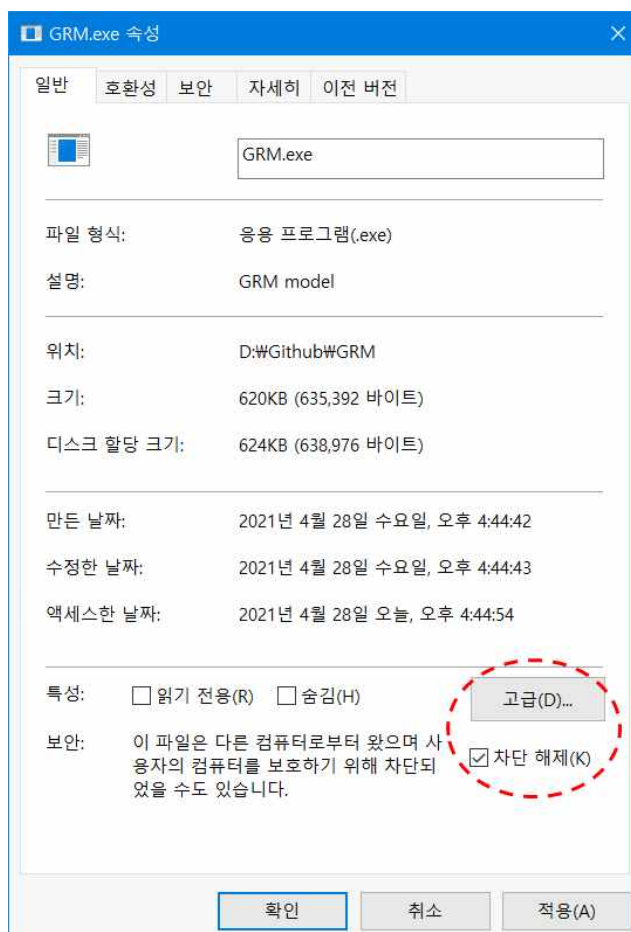 GRM.exe 속성
일반 호환성 보안 자세히 이전 버전
GRM.exe
파일 형식: 응용 프로그램(.exe)
설명: GRM model
위치: D:₩Github₩GRM
크기: 620KB (635,392 바이트)
디스크 할당 크기: 624KB (638,976 바이트)
만든 날짜: 2021년 4월 28일 수요일, 오후 4:44:42
수정한 날짜: 2021년 4월 28일 수요일, 오후 4:44:43
액세스한 날짜: 2021년 4월 28일 오늘, 오후 4:44:54
특성: 읽기 전용(R) 숨김(H) 고급(D)...
보안: 이 파일은 다른 컴퓨터로부터 왔으며 사
용자의 컴퓨터를 보호하기 위해 차단되 차단 해제(K)
었을 수도 있습니다.
확인 취소 적용(A)